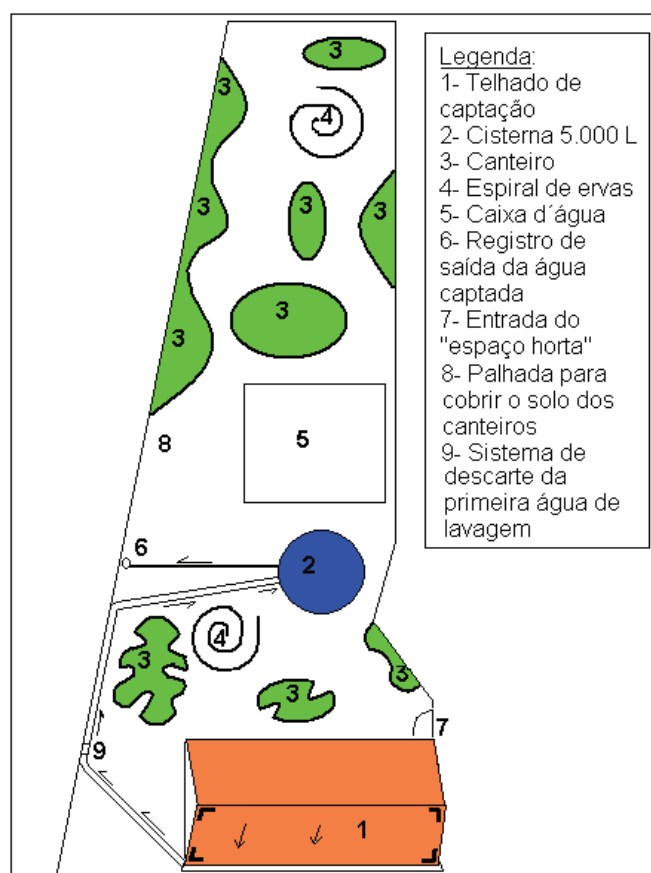 3
3
4
3
3
3
3
3
5
8
6
2
4
3
3
3
7
9
1
Legenda:
1- Telhado de
captação
2- Cisterna 5.000 L
3- Canteiro
4- Espiral de ervas
5- Caixa d´água
6- Registro de
saída da água
captada
7- Entrada do
"espaço horta"
8- Palhada para
cobrir o solo dos
canteiros
9- Sistema de
descarte da
primeira água de
lavagem